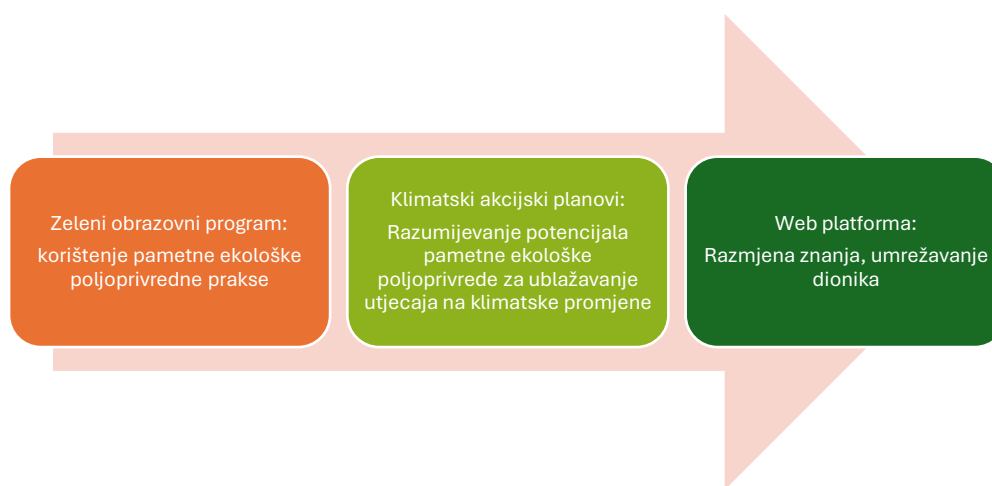 Zeleni obrazovni program:
korištenje pametne ekološke
poljoprivredne prakse
Klimatski akcijski planovi:
Razumijevanje potencijala
pametne ekološke
poljoprivrede za ublažavanje
utjecaja na klimatske promjene
Web platforma:
Razmjena znanja, umrežavanje
dionika